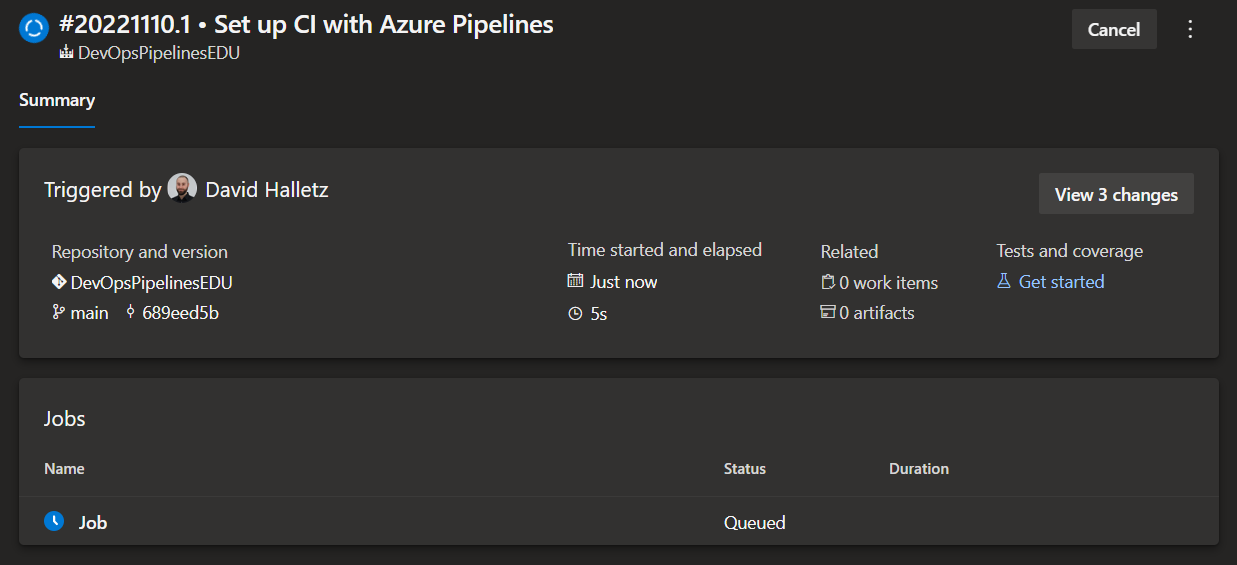 #20221110.1 • Set up CI with Azure Pipelines
DevOpsPipelinesEDU
Cancel
Summary
Triggered by David Halletz
View 3 changes
Repository and version
DevOpsPipelinesEDU
main 689eed5b
Time started and elapsed
Just now
5s
Related
0 work items
0 artifacts
Tests and coverage
Get started
Jobs
Name Status Duration
Job Queued